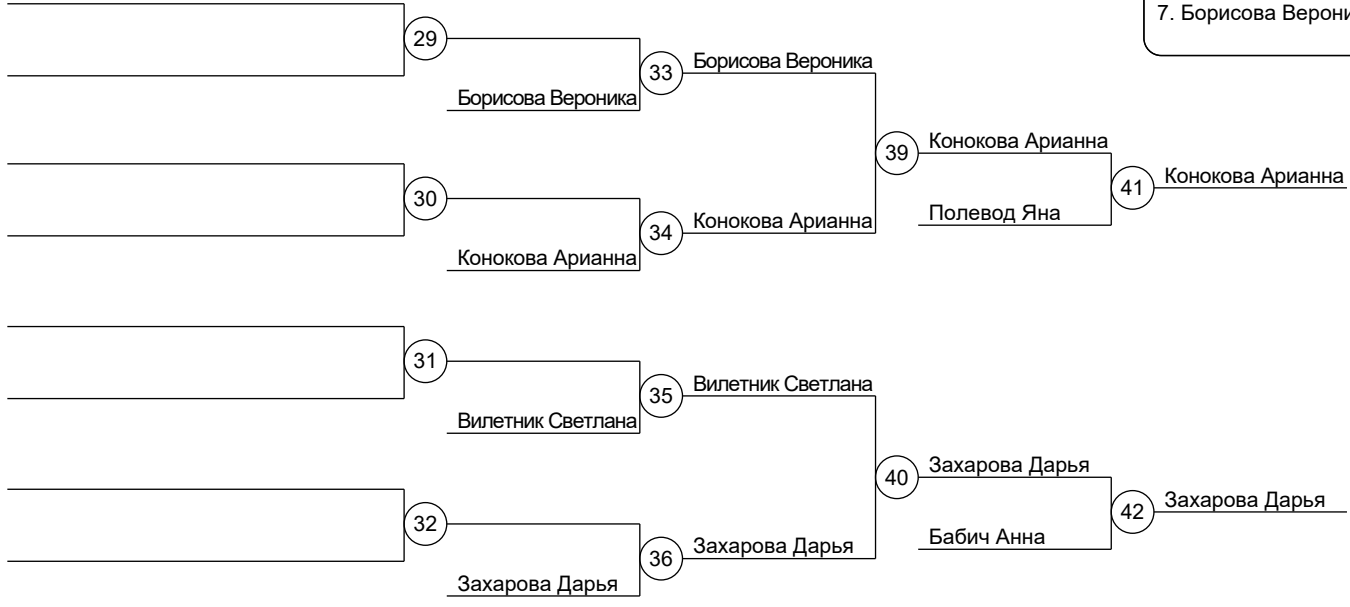 7. Борисова
29
33
Борисова Вероника
Борисова Вероника
39
Конокова Арианна
41
Конокова Арианна
30
34
Конокова Арианна
Полевод Яна
Конокова Арианна
31
35
Вилетник Светлана
Вилетник Светлана
40
Захарова Дарья
42
Захарова Дарья
32
36
Захарова Дарья
Бабич Анна
Захарова Дарья